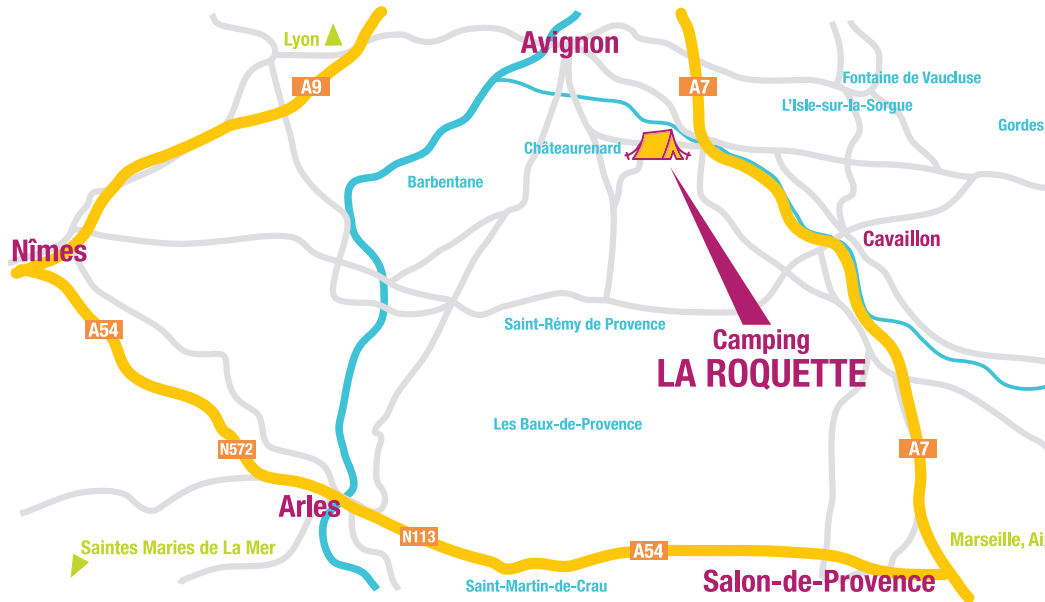 Lyon
Avignon
A9
A7
Fontaine de Vaucluse
L'Isle-sur-la-Sorgue
Gordes
Châteaurenard
Barbentane
Nîmes
Cavaillon
A54
Saint-Rémy de Provence
Camping
LA ROQUETTE
Les Baux-de-Provence
N572
A7
Arles
N113
A54
Saintes Maries de La Mer
Marseille, Ai
Salon-de-Provence
Saint-Martin-de-Crau